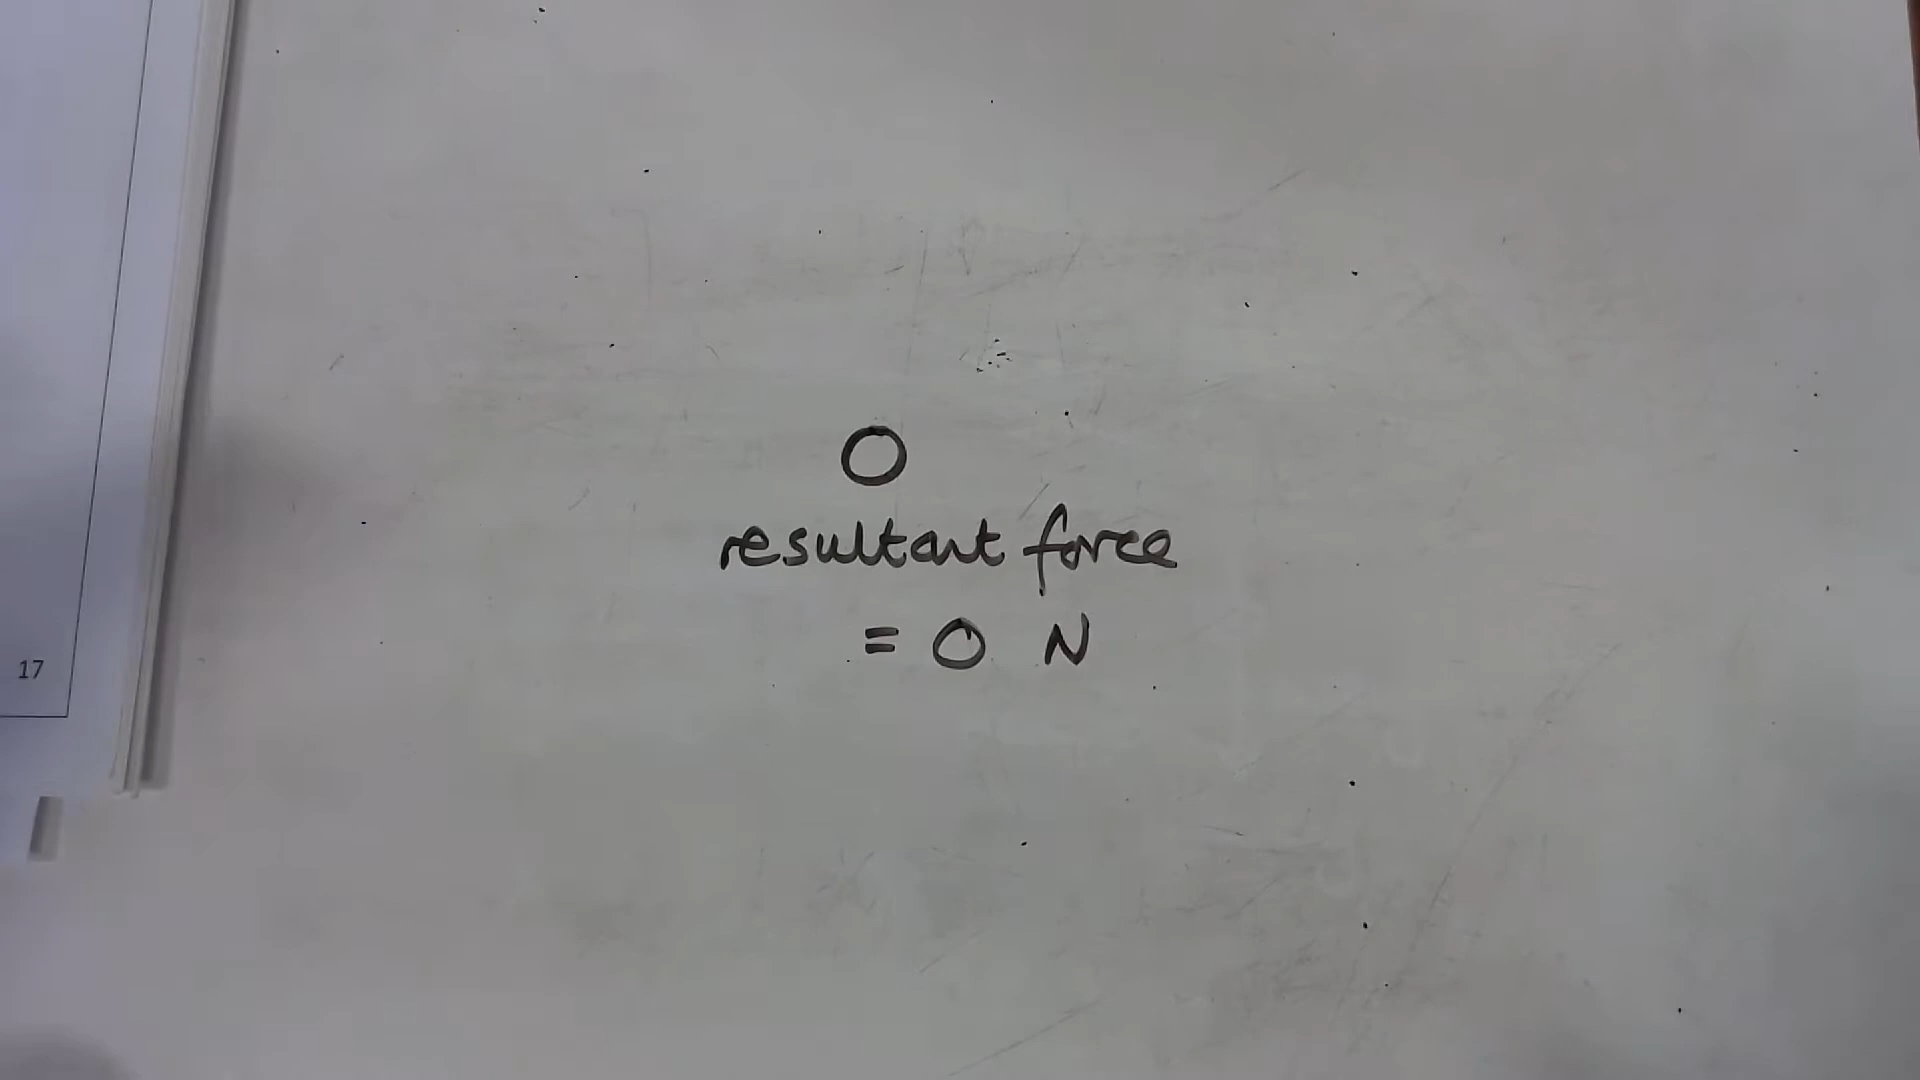 O
resultant force
= 0 N
17